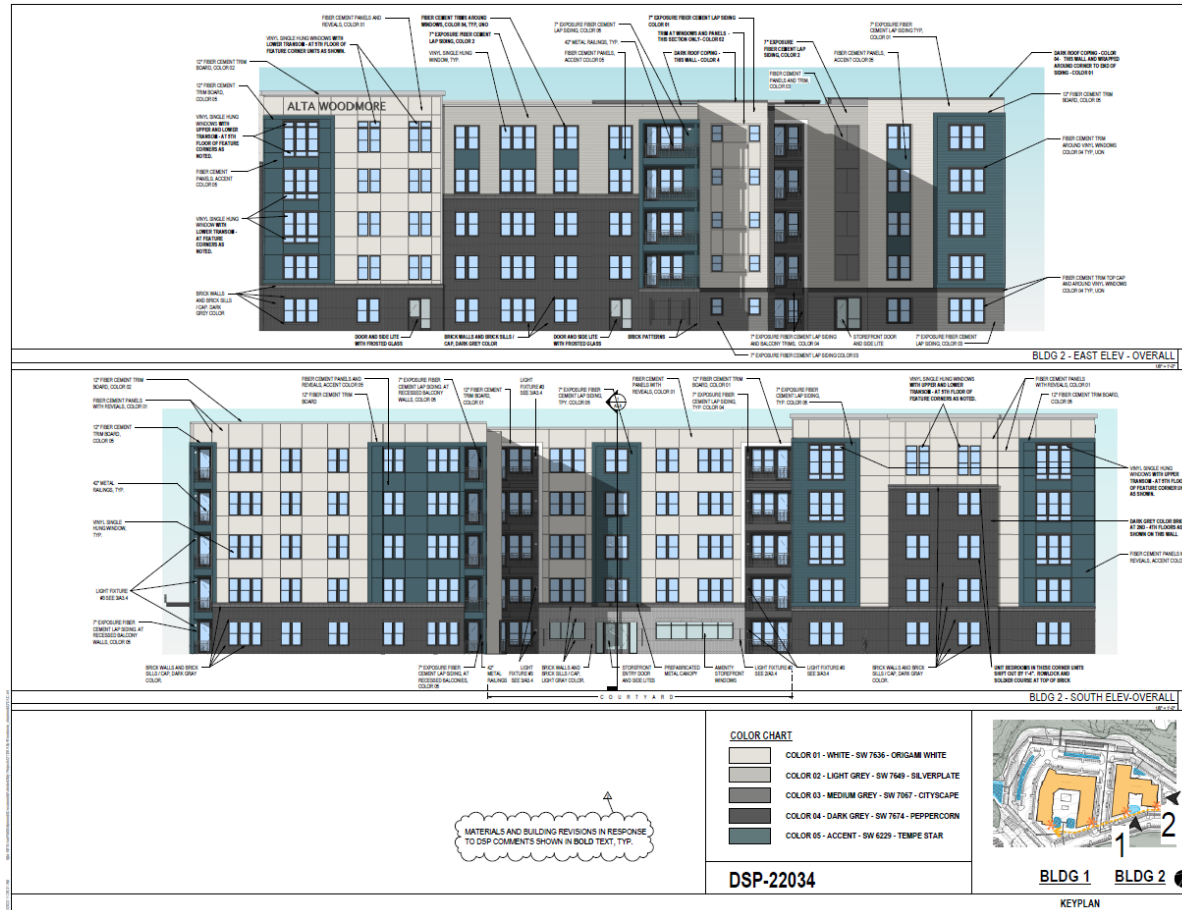 FIBER CEMENT PANELS AND
REVEALS, COLOR 01
VINYL SINGLE HUNG WINDOWS WITH
LOWER TRANSOM - AT 5TH FLOOR OF
FEATURE CORNER UNITS AS SHOWN.
12" FIBER CEMENT TRIM
BOARD, COLOR 02
12" FIBER CEMENT
TRIM BOARD,
COLOR 05
VINYL SINGLE HUNG
WINDOWS WITH
UPPER AND LOWER
TRANSOM - AT 5TH
FLOOR OF FEATURE
CORNERS AS
NOTED.
FIBER CEMENT
PANELS, ACCENT
COLOR 05
VINYL SINGLE HUNG
WINDOW WITH
LOWER TRANSOM -
AT FEATURE
CORNERS AS
NOTED.
BRICK WALLS
AND BRICK SILLS
/ CAP, DARK
GREY COLOR
FIBER CEMENT TRIMS AROUND
WINDOWS, COLOR 04, TYP, UNO
7" EXPOSURE FIBER CEMENT
LAP SIDING, COLOR 2
VINYL SINGLE HUNG
WINDOW, TYP.
7" EXPOSURE FIBER CEMENT
LAP SIDING, COLOR 05
42" METAL RAILINGS, TYP.
FIBER CEMENT PANELS,
ACCENT COLOR 05
7" EXPOSURE FIBER CEMENT LAP SIDING
COLOR 01
TRIM AT WINDOWS AND PANELS -
THIS SECTION ONLY - COLOR 02
DARK ROOF COPING -
THIS WALL - COLOR 4
7" EXPOSURE
FIBER CEMENT LAP
SIDING, COLOR 2
FIBER CEMENT
PANELS AND TRIM,
COLOR 03
7" EXPOSURE FIBER
CEMENT LAP SIDING TYP,
COLOR 01
FIBER CEMENT PANELS,
ACCENT COLOR 05
DARK ROOF COPING - COLOR
04 - THIS WALL AND WRAPPED
AROUND CORNER TO END OF
SIDING - COLOR 01
12" FIBER CEMENT TRIM
BOARD, COLOR 05
FIBER CEMENT TRIM
AROUND VINYL WINDOWS
COLOR 04 TYP, UON
FIBER CEMENT TRIM TOP CAP
AND AROUND VINYL WINDOWS
COLOR 04 TYP, UON
ALTA WOODMORE
DOOR AND SIDE LITE
WITH FROSTED GLASS
BRICK WALLS AND BRICK SILLS /
CAP, DARK GREY COLOR
DOOR AND SIDE LITE
WITH FROSTED GLASS
BRICK PATTERNS
7" EXPOSURE FIBER CEMENT LAP SIDING
AND BALCONY TRIMS, COLOR 04
STOREFRONT DOOR
AND SIDE LITE
7" EXPOSURE FIBER CEMENT
LAP SIDING, COLOR 03
7" EXPOSURE FIBER CEMENT LAP SIDING COLOR 03
BLDG 2 - EAST ELEV - OVERALL
1/8" = 1'-0"
12" FIBER CEMENT TRIM
BOARD, COLOR 02
FIBER CEMENT PANELS
WITH REVEALS, COLOR 01
12" FIBER CEMENT
TRIM BOARD,
COLOR 05
42" METAL
RAILINGS, TYP.
VINYL SINGLE
HUNG WINDOW,
TYP.
LIGHT FIXTURE
#3 SEE 3/A3.4
7" EXPOSURE FIBER
CEMENT LAP SIDING, AT
RECESSED BALCONY
WALLS, COLOR 05
FIBER CEMENT PANELS AND
REVEALS, ACCENT COLOR 05
12" FIBER CEMENT TRIM
BOARD
7" EXPOSURE FIBER
CEMENT LAP SIDING, AT
RECESSED BALCONY
WALLS, COLOR 05
12" FIBER CEMENT
TRIM BOARD,
COLOR 01
LIGHT
FIXTURE #3
SEE 3/A3.4
7" EXPOSURE FIBER
CEMENT LAP SIDING,
TYP. COLOR 05
FIBER CEMENT
PANELS WITH
REVEALS, COLOR 01
12" FIBER CEMENT TRIM
BOARD, COLOR 01
7" EXPOSURE FIBER
CEMENT LAP SIDING,
TYP. COLOR 04
7" EXPOSURE FIBER
CEMENT LAP SIDING,
TYP. COLOR 05
VINYL SINGLE HUNG WINDOWS
WITH UPPER AND LOWER
TRANSOM - AT 5TH FLOOR OF
FEATURE CORNERS AS NOTED.
FIBER CEMENT PANELS
WITH REVEALS, COLOR 01
12" FIBER CEMENT TRIM BOARD,
COLOR 05
VINYL SINGLE HUNG
WINDOWS WITH UPPER
TRANSOM - AT 5TH FLOO
OF FEATURE CORNER U
AS SHOWN.
DARK GREY COLOR BRI
AT 2ND - 4TH FLOORS AS
SHOWN ON THIS WALL
FIBER CEMENT PANELS
REVEALS, ACCENT COLO
BRICK WALLS AND BRICK
SILLS / CAP, DARK GRAY
COLOR.
7" EXPOSURE FIBER
CEMENT LAP SIDING, AT
RECESSED BALCONIES,
COLOR 05
42"
METAL
RAILINGS
LIGHT
FIXTURE #3
SEE 3/A3.4
BRICK WALLS AND
BRICK SILLS / CAP,
LIGHT GRAY COLOR.
STOREFRONT
ENTRY DOOR
AND SIDE LITES
PREFABRICATED
METAL CANOPY
AMENITY
STOREFRONT
WINDOWS
LIGHT FIXTURE #2
2/A3.4
LIGHT FIXTURE #3
3/A3.4
BRICK WALLS AND BRICK
SILLS / CAP, DARK GRAY
COLOR.
UNIT BEDROOMS IN THESE CORNER UNITS
SHIFT OUT BY 1'-4". ROWLOCK AND
SOLDIER COURSE AT TOP OF BRICK
COURTYARD
BLDG 2 - SOUTH ELEV-OVERALL
1/8" = 1'-0"
MATERIALS AND BUILDING REVISIONS IN RESPONSE
TO DSP COMMENTS SHOWN IN BOLD TEXT, TYP.
COLOR CHART
COLOR 01 - WHITE - SW 7636 - ORIGAMI WHITE
COLOR 02 - LIGHT GREY - SW 7649 - SILVERPLATE
COLOR 03 - MEDIUM GREY - SW 7067 - CITYSCAPE
COLOR 04 - DARK GREY - SW 7674 - PEPPERCORN
COLOR 05 - ACCENT - SW 6229 - TEMPE STAR
DSP-22034
1
2
BLDG 1
BLDG 2
KEYPLAN